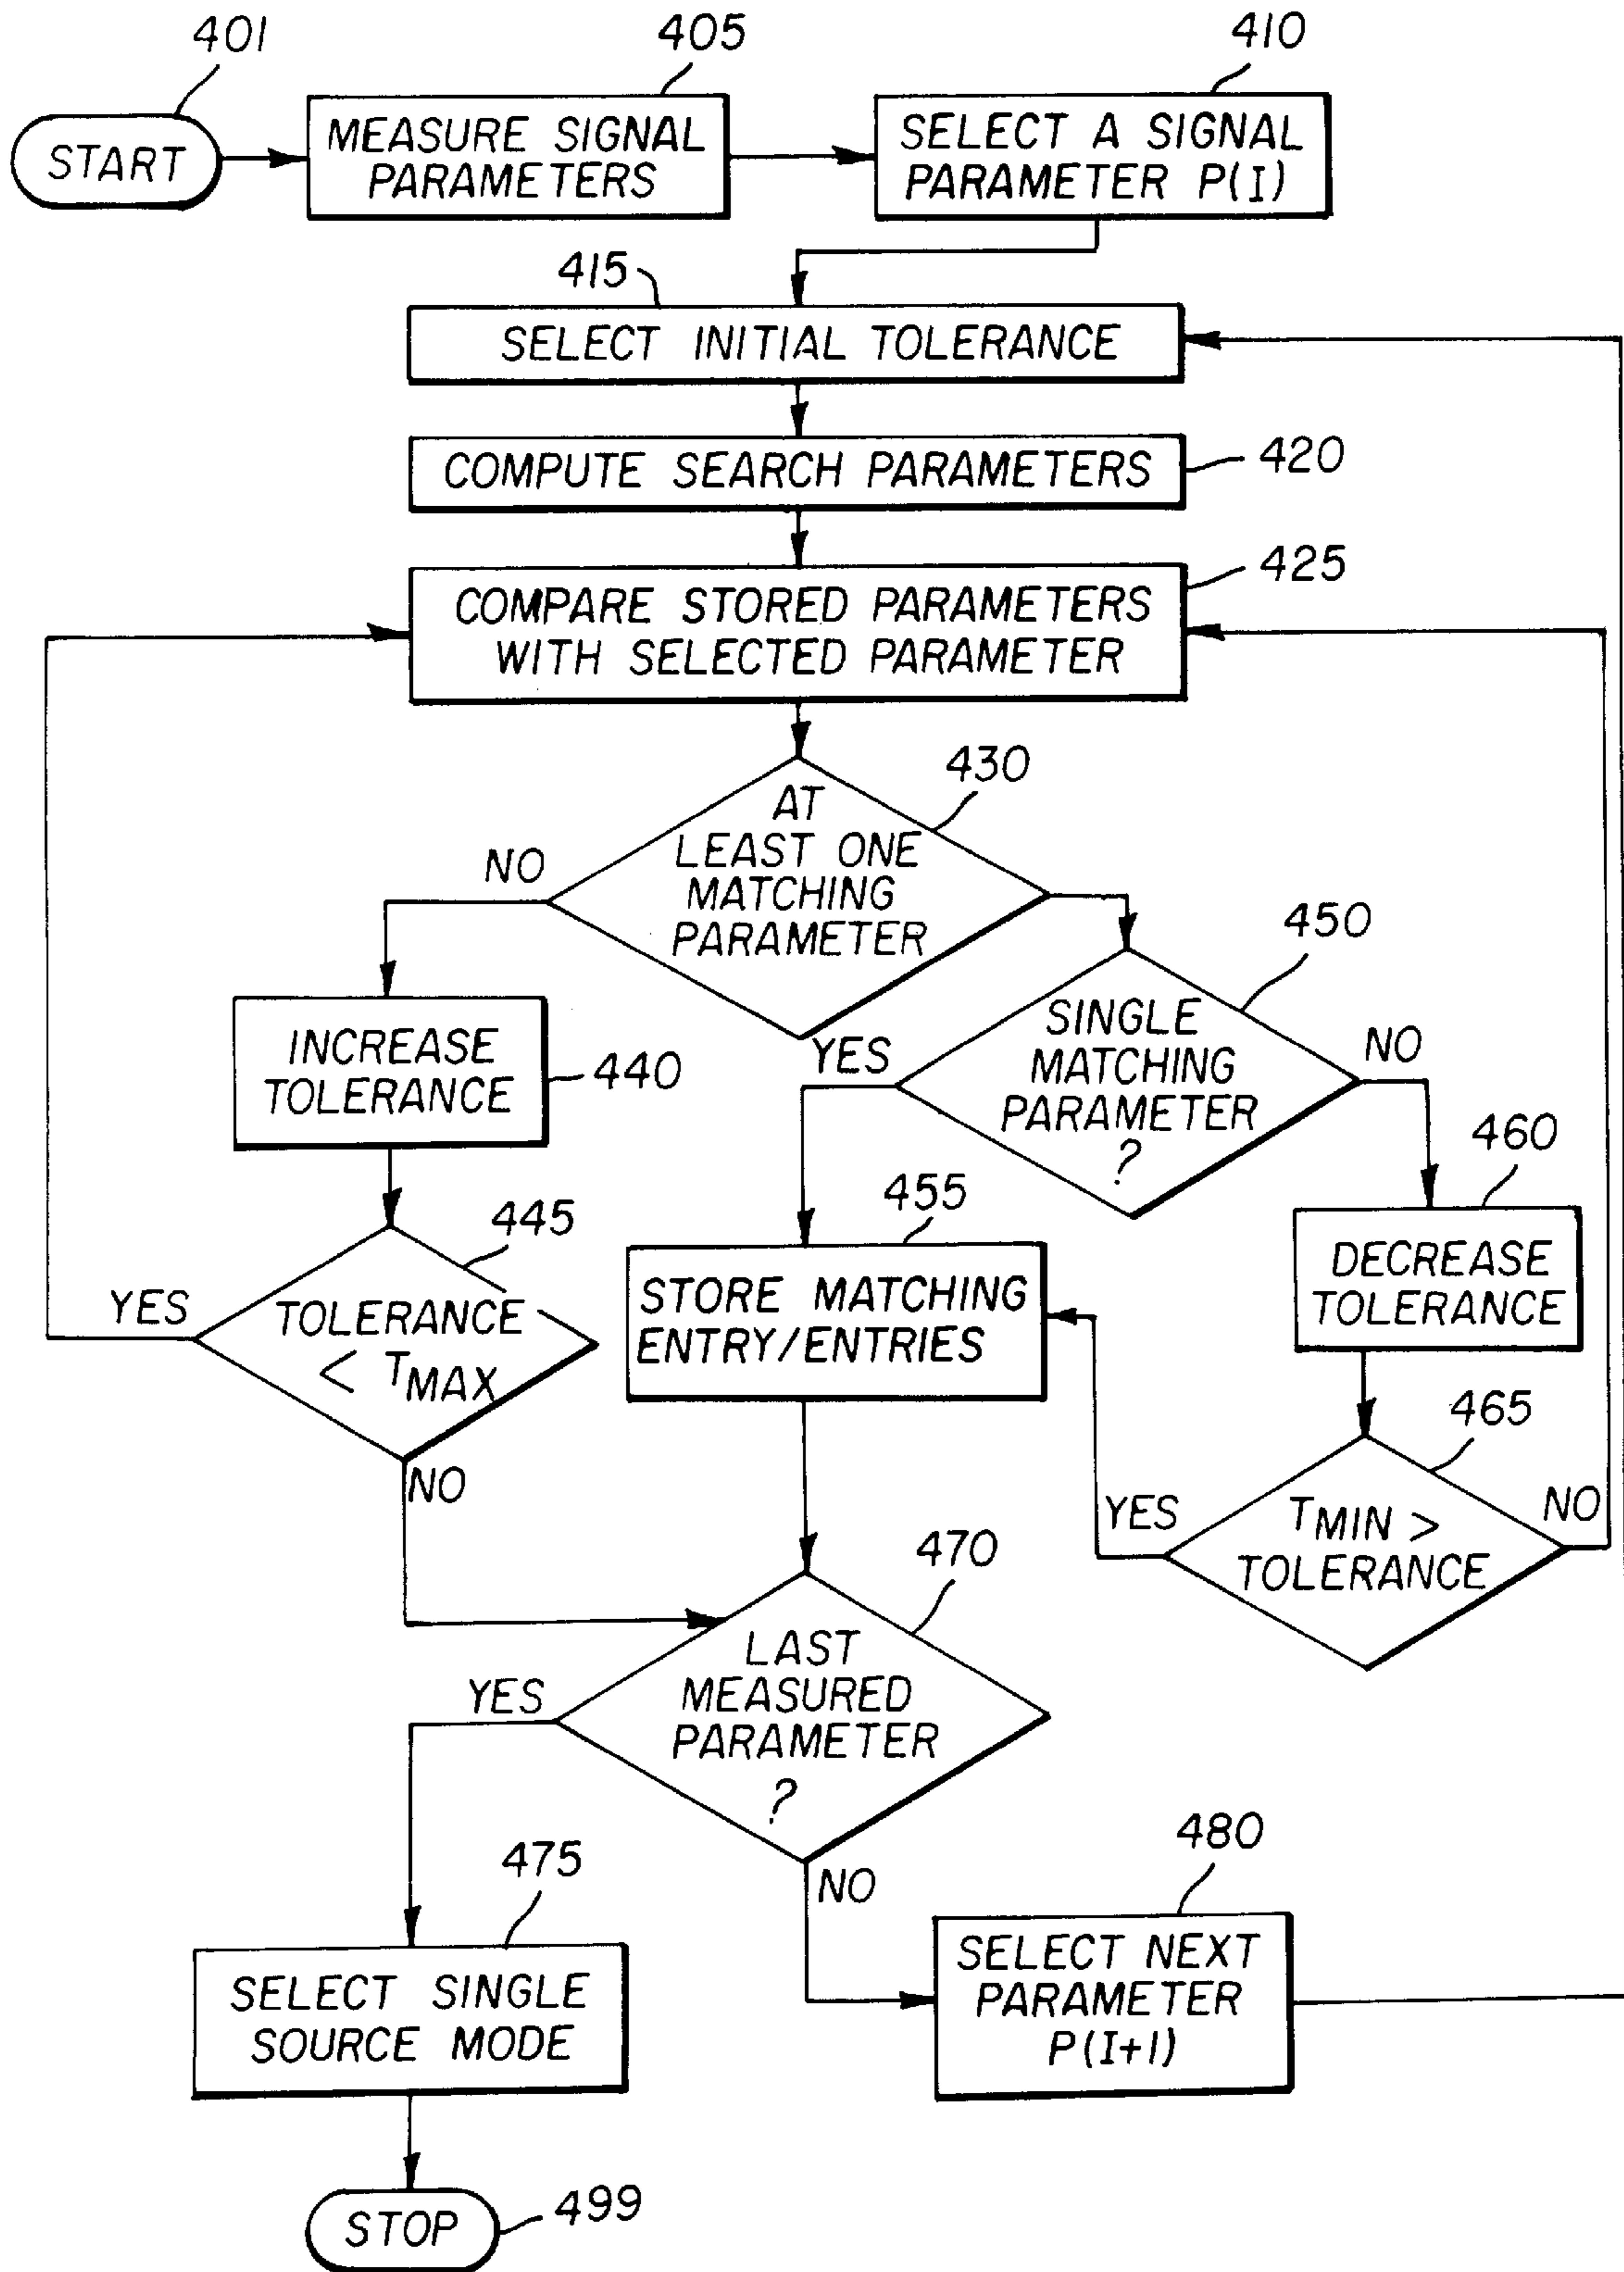 401
405
410
START
MEASURE SIGNAL
PARAMETERS
SELECT A SIGNAL
PARAMETER P(I)
415
SELECT INITIAL TOLERANCE
COMPUTE SEARCH PARAMETERS
420
425
COMPARE STORED PARAMETERS
WITH SELECTED PARAMETER
430
AT
LEAST ONE
MATCHING
PARAMETER
NO
450
SINGLE
MATCHING
PARAMETER
?
YES
NO
INCREASE
TOLERANCE
440
460
455
445
DECREASE
TOLERANCE
STORE MATCHING
ENTRY/ENTRIES
YES
TOLERANCE
< TMAX
NO
465
TMIN >
TOLERANCE
YES
NO
470
LAST
MEASURED
PARAMETER
?
YES
NO
475
480
SELECT SINGLE
SOURCE MODE
SELECT NEXT
PARAMETER
P(I+1)
STOP
499